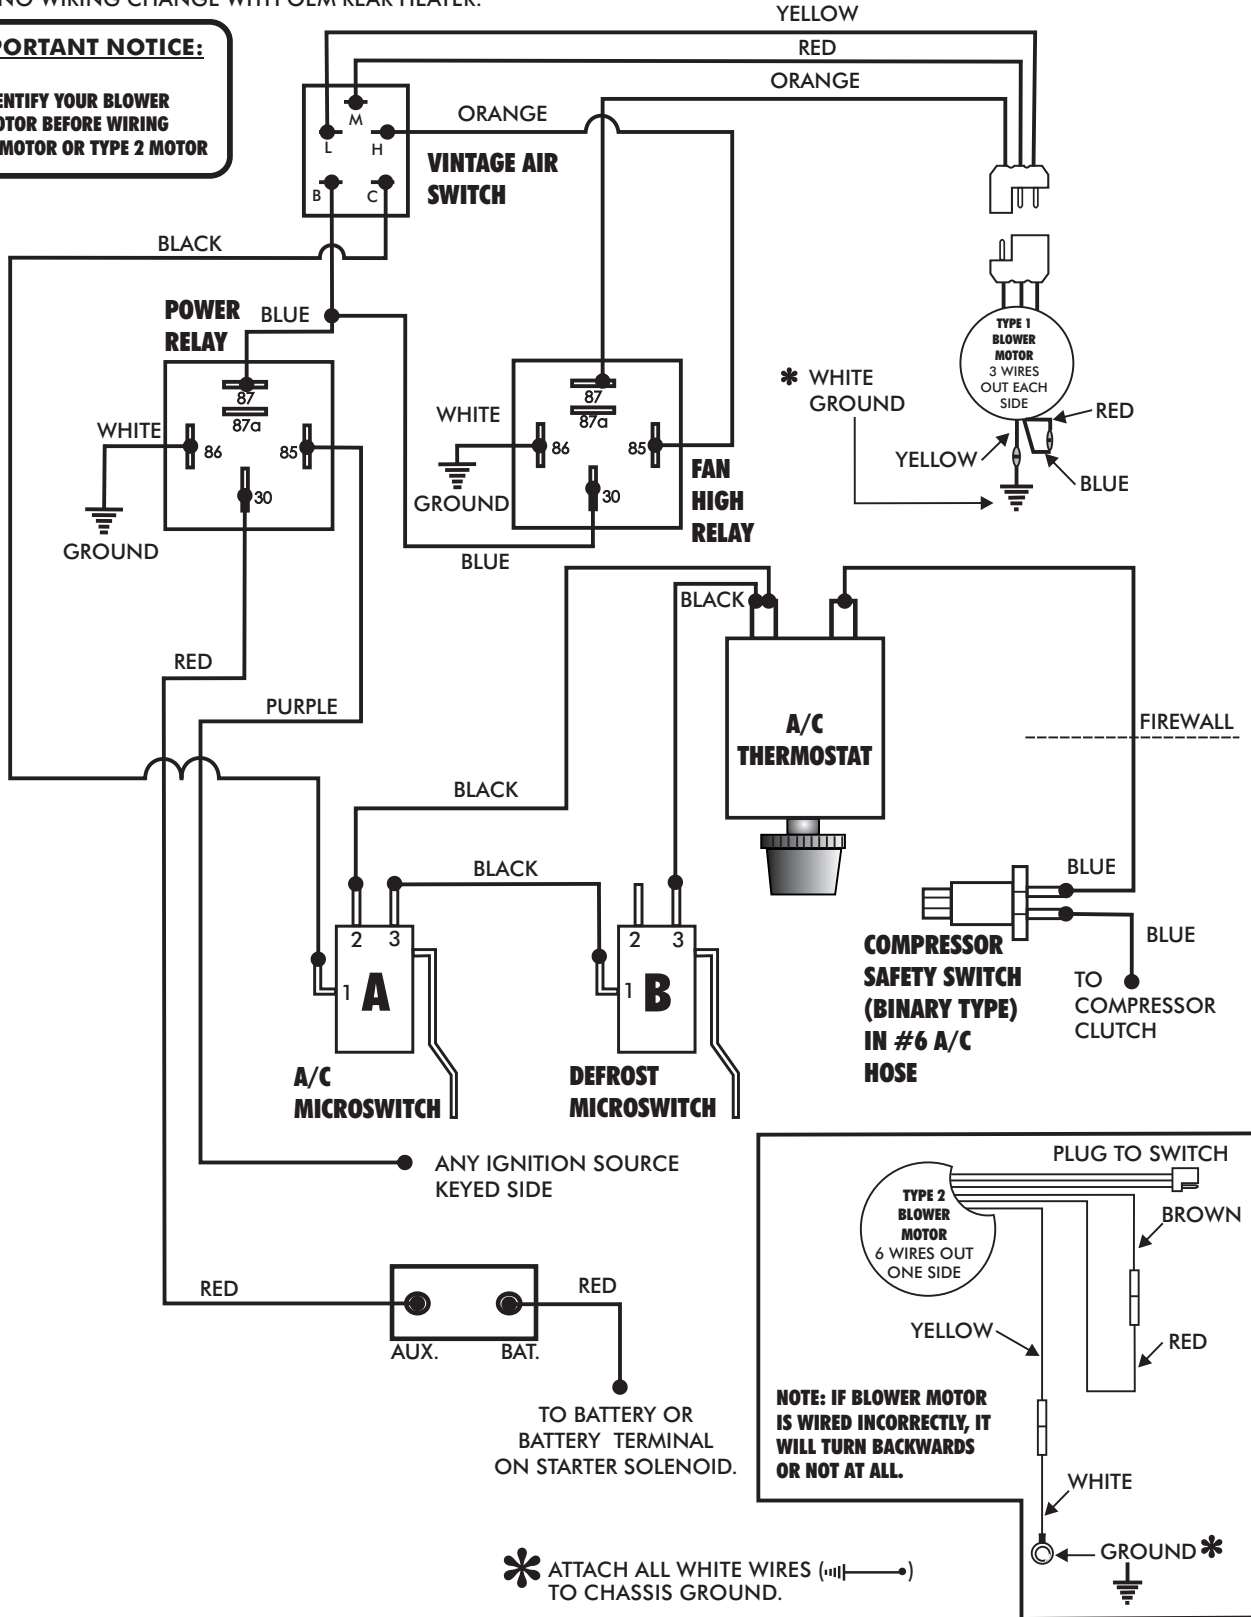 NO WIRING CHANGE WITH OEM REAR HEATER.
PORTANT NOTICE:
ENTIFY YOUR BLOWER
OTOR BEFORE WIRING
MOTOR OR TYPE 2 MOTOR
YELLOW
RED
ORANGE
ORANGE
M
L
H
B
C
VINTAGE AIR
SWITCH
BLACK
POWER
RELAY
BLUE
87
87a
86
85
30
WHITE
GROUND
WHITE
GROUND
87
87a
86
85
30
FAN
HIGH
RELAY
BLUE
TYPE 1
BLOWER
MOTOR
3 WIRES
OUT EACH
SIDE
* WHITE
GROUND
RED
YELLOW
BLUE
BLACK
RED
PURPLE
A/C
THERMOSTAT
FIREWALL
BLACK
BLACK
2
3
1
A
A/C
MICROSWITCH
2
3
1
B
DEFROST
MICROSWITCH
BLUE
BLUE
COMPRESSOR
SAFETY SWITCH
(BINARY TYPE)
IN #6 A/C
HOSE
TO
COMPRESSOR
CLUTCH
ANY IGNITION SOURCE
KEYED SIDE
RED
RED
AUX.
BAT.
TO BATTERY OR
BATTERY TERMINAL
ON STARTER SOLENOID.
PLUG TO SWITCH
TYPE 2
BLOWER
MOTOR
6 WIRES OUT
ONE SIDE
BROWN
YELLOW
RED
NOTE: IF BLOWER MOTOR
IS WIRED INCORRECTLY, IT
WILL TURN BACKWARDS
OR NOT AT ALL.
WHITE
GROUND *
* ATTACH ALL WHITE WIRES ( )
TO CHASSIS GROUND.